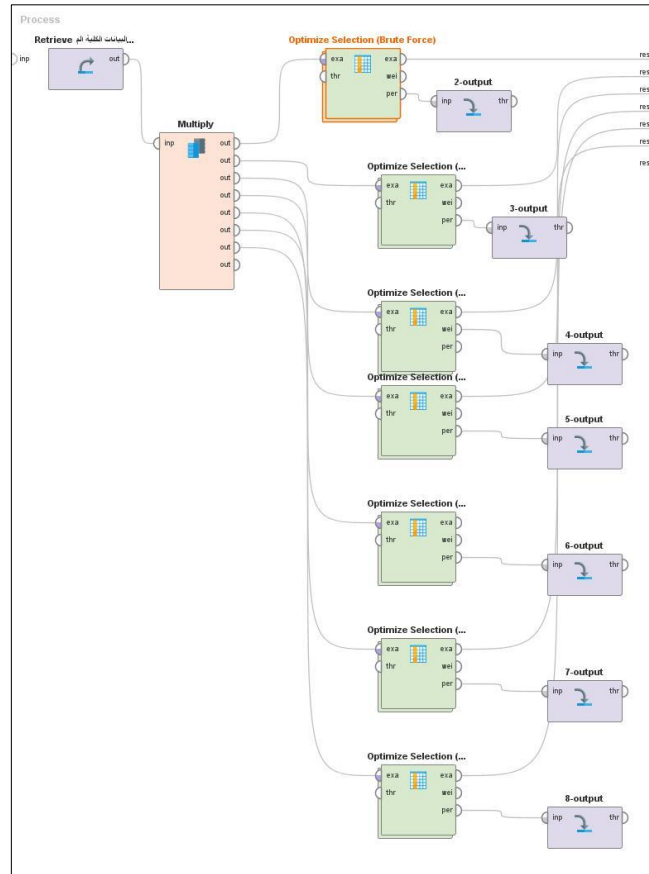 Process
Retrieve البيانات الكلية الم...
inp
out
Multiply
inp
out
out
out
out
out
out
out
out
Optimize Selection (Brute Force)
exa
thr
exa
wei
per
2-output
inp
thr
Optimize Selection (...
exa
thr
exa
wei
per
3-output
inp
thr
Optimize Selection (...
exa
thr
exa
wei
per
4-output
inp
thr
Optimize Selection (...
exa
thr
exa
wei
per
5-output
inp
thr
Optimize Selection (...
exa
thr
exa
wei
per
6-output
inp
thr
Optimize Selection (...
exa
thr
exa
wei
per
7-output
inp
thr
Optimize Selection (...
exa
thr
exa
wei
per
8-output
inp
thr
res
res
res
res
res
res
res